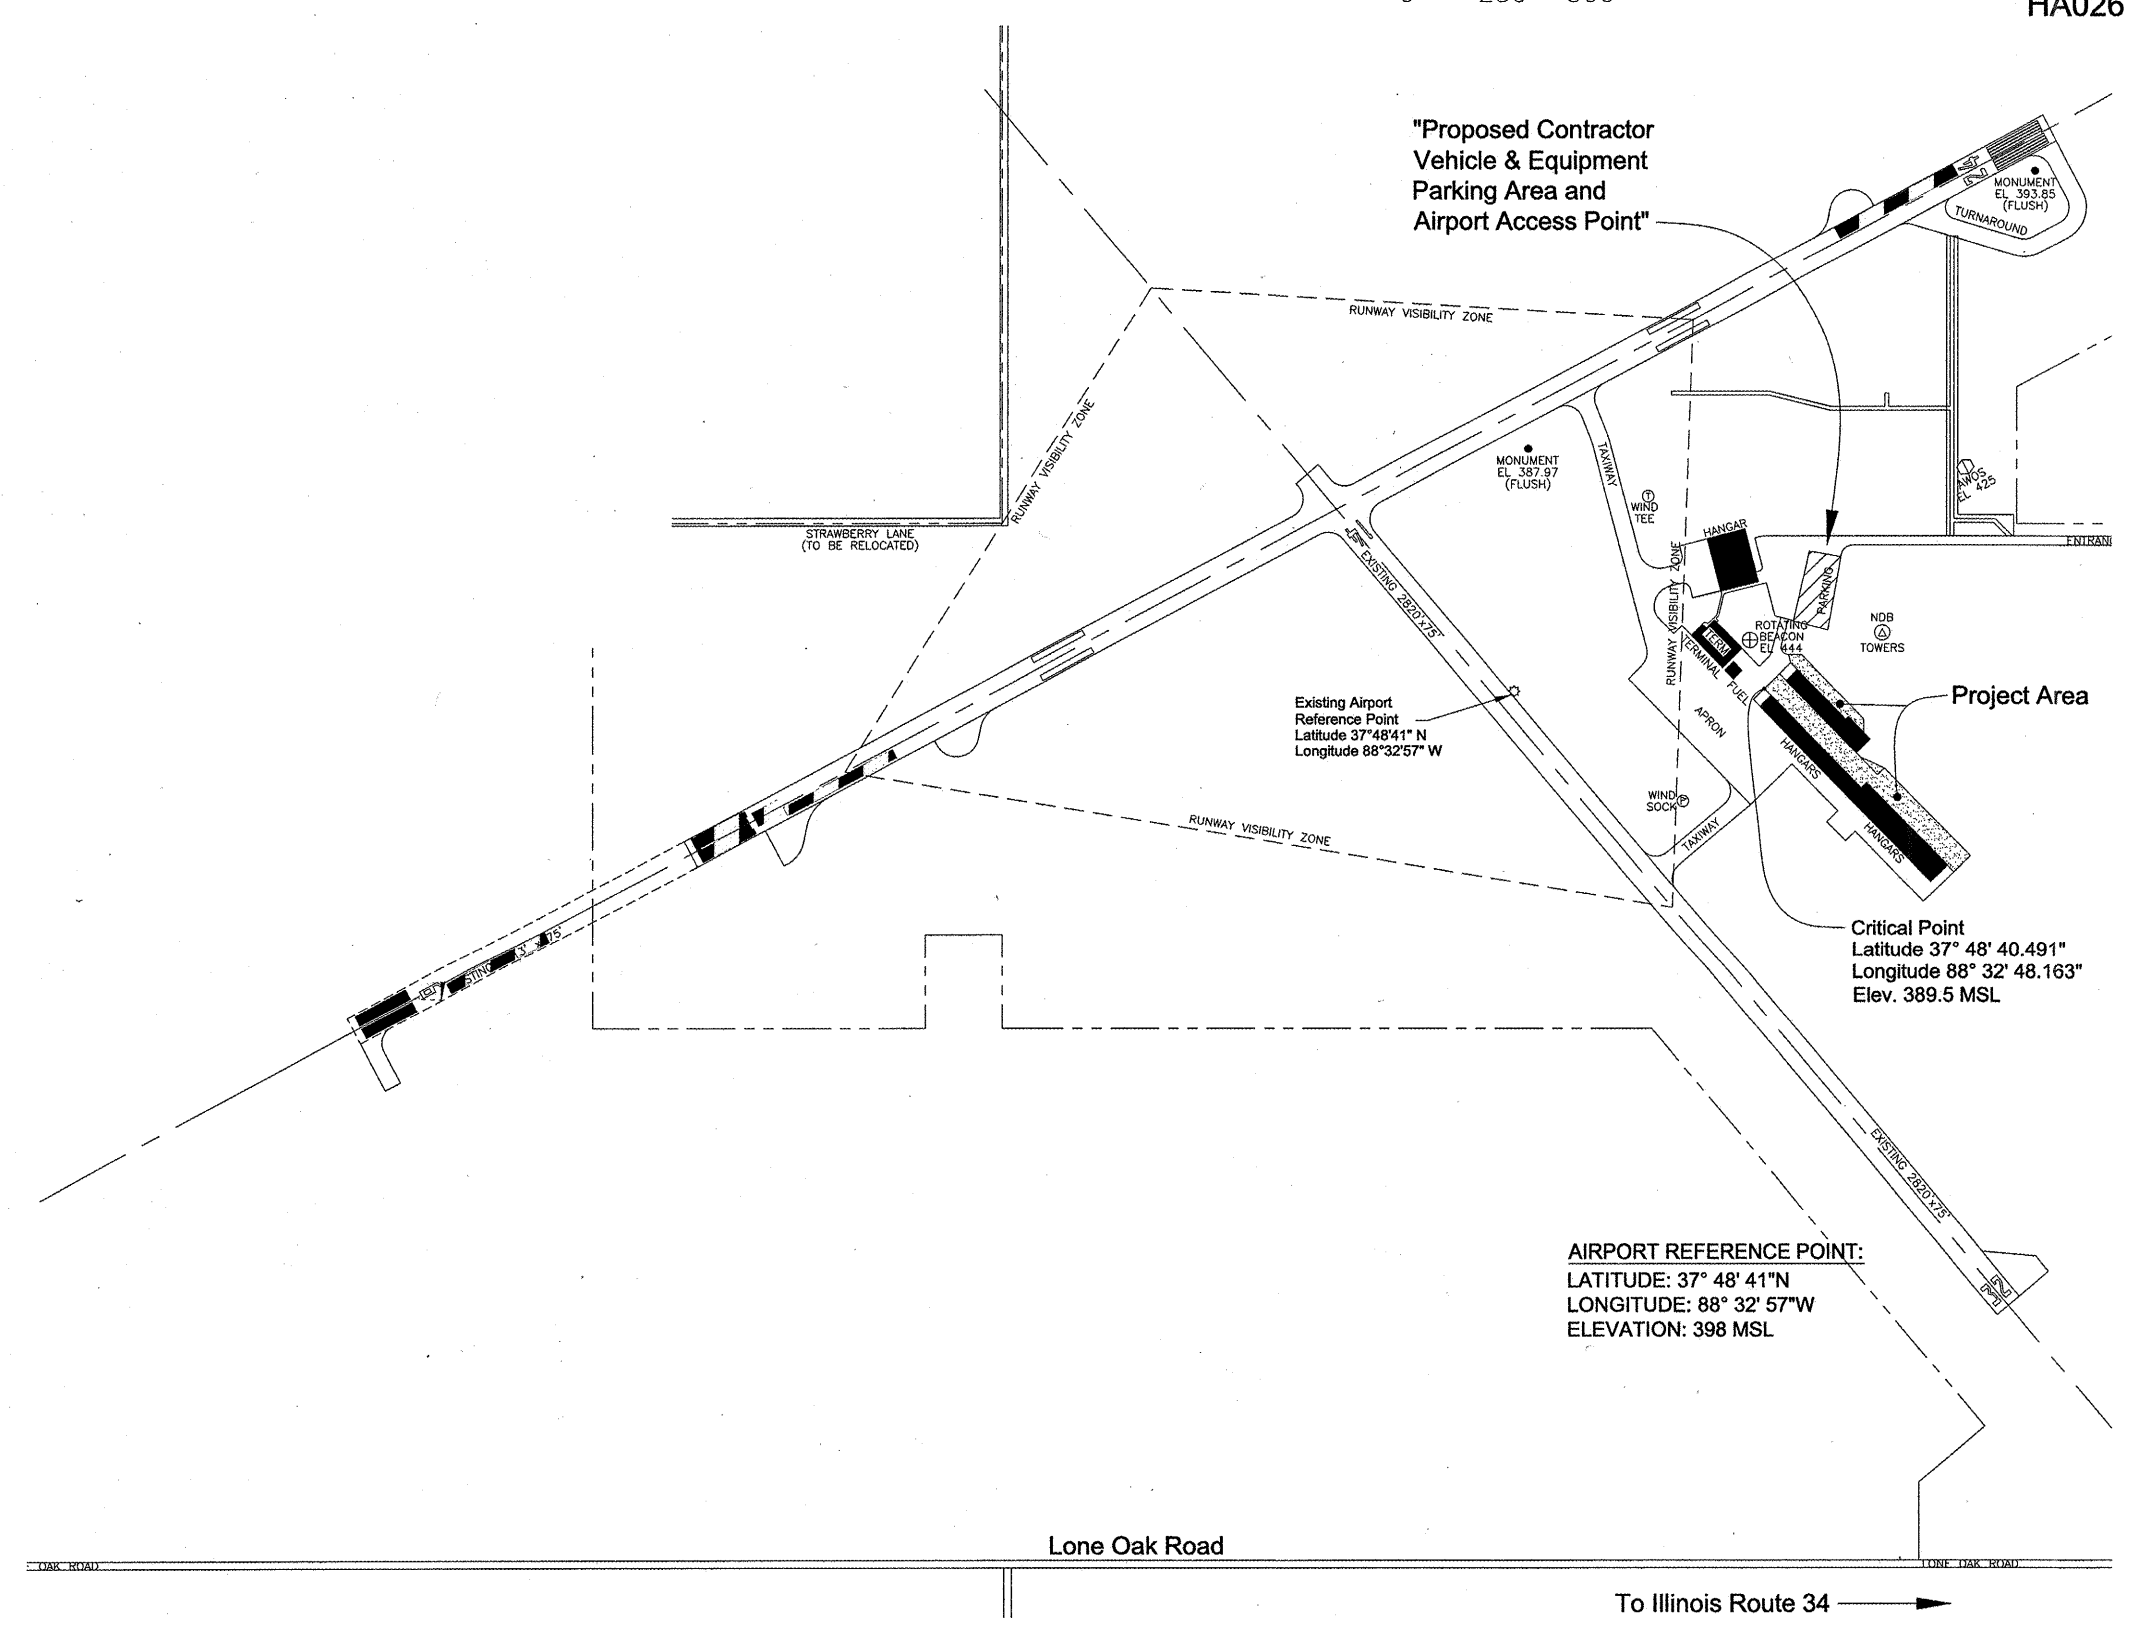 HA026
"Proposed Contractor
Vehicle & Equipment
Parking Area and
Airport Access Point"
24
MONUMENT
EL 393.85
(FLUSH)
TURNAROUND
RUNWAY VISIBILITY ZONE
RUNWAY VISIBILITY ZONE
TAXIWAY
MONUMENT
EL 387.97
(FLUSH)
T
WIND
TEE
AWOS
EL 425
STRAWBERRY LANE
(TO BE RELOCATED)
HANGAR
ENTRANC
EXISTING 2820'x75'
RUNWAY VISIBILITY ZONE
PARKING
NDB
TOWERS
ROTATING
BEACON
EL 444
TERM
TERMINAL
FUEL
APRON
Project Area
Existing Airport
Reference Point
Latitude 37°48'41" N
Longitude 88°32'57" W
HANGARS
WIND
SOCK
TAXIWAY
HANGARS
RUNWAY VISIBILITY ZONE
Critical Point
Latitude 37° 48' 40.491"
Longitude 88° 32' 48.163"
Elev. 389.5 MSL
EXISTING 2820'x75'
AIRPORT REFERENCE POINT:
LATITUDE: 37° 48' 41"N
LONGITUDE: 88° 32' 57"W
ELEVATION: 398 MSL
Lone Oak Road
OAK ROAD
LONE OAK ROAD
To Illinois Route 34